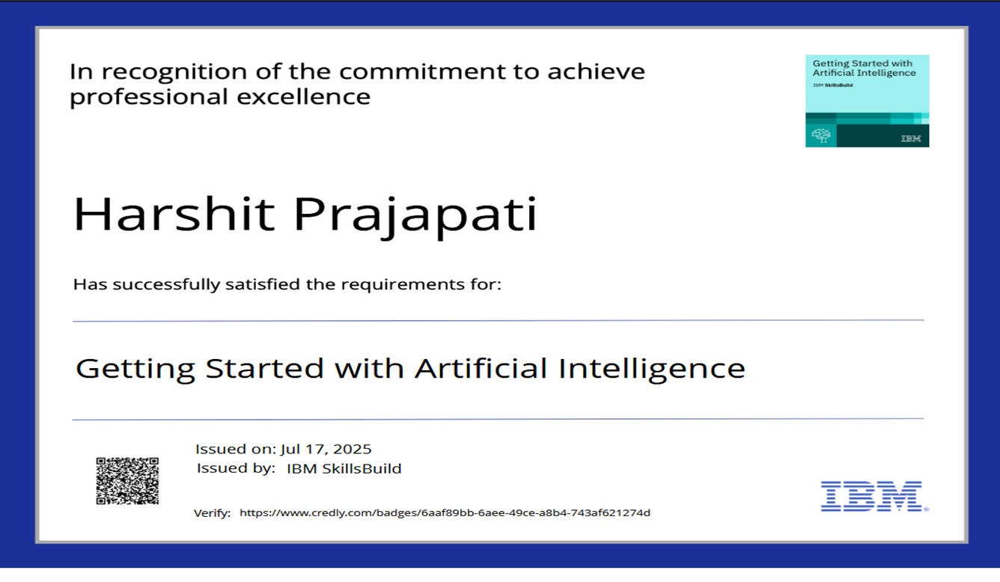 In recognition of the commitment to achieve
professional excellence
Getting Started with
Artificial Intelligence
IBM SkillsBuild
IBM
Harshit Prajapati
Has successfully satisfied the requirements for:
Getting Started with Artificial Intelligence
Issued on: Jul 17, 2025
Issued by: IBM SkillsBuild
Verify: https://www.credly.com/badges/6aaf89bb-6aee-49ce-a8b4-743af621274d
IBM®